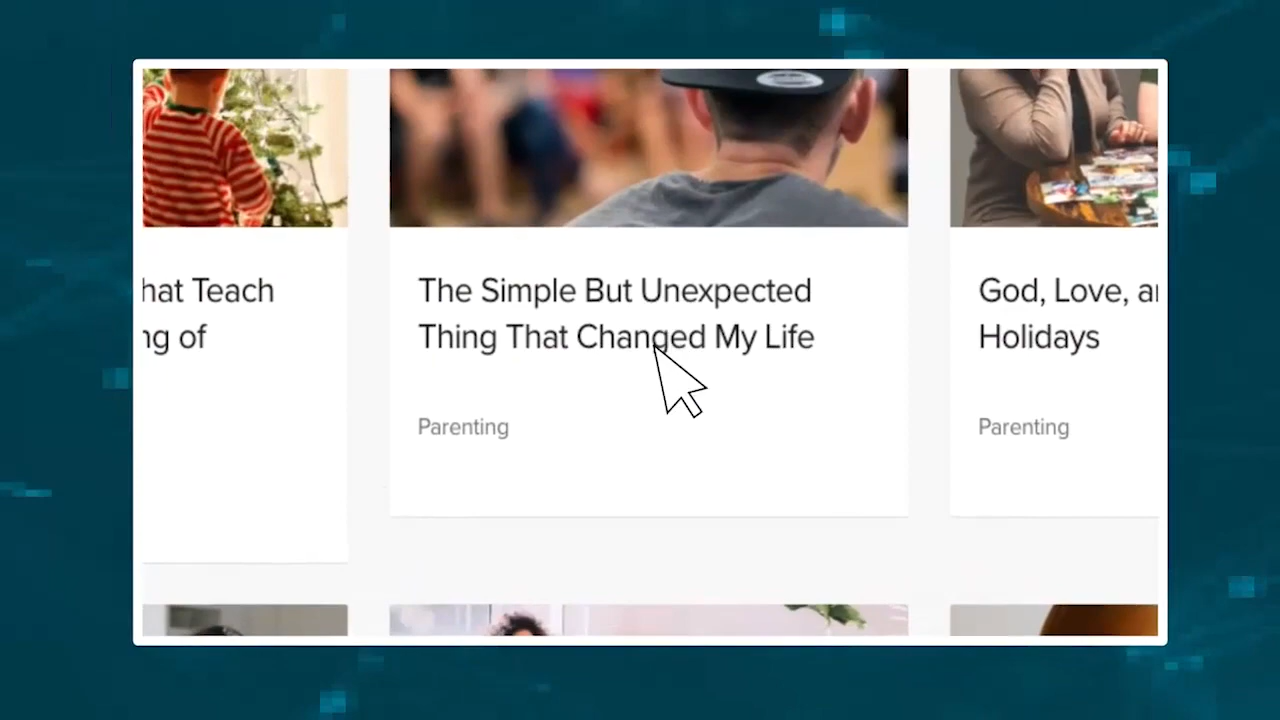 hat Teach
ng of
The Simple But Unexpected
Thing That Changed My Life
Parenting
God, Love, a
Holidays
Parenting